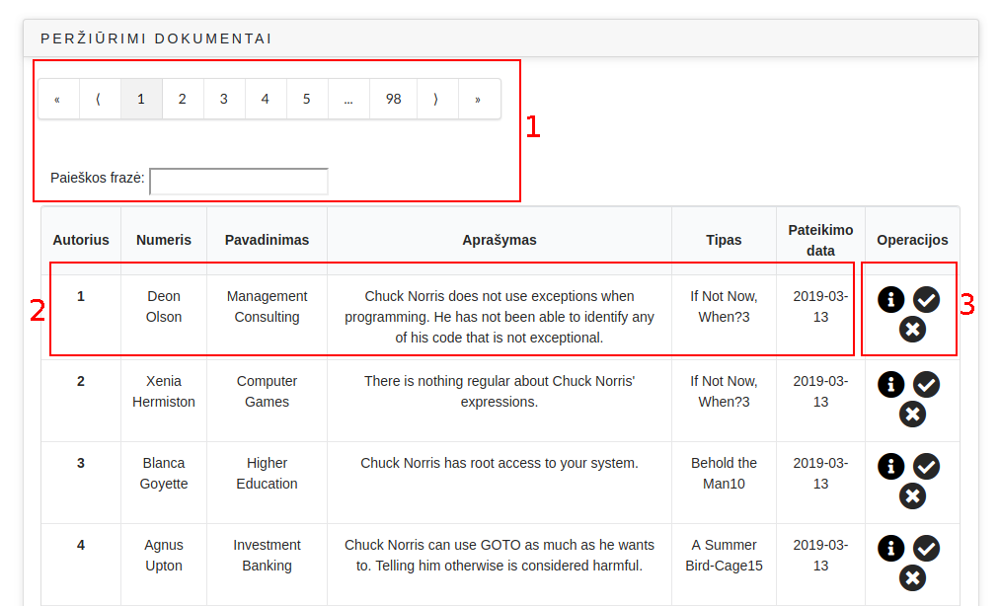 PERŽIŪRIMI DOKUMENTAI
« ⟨ 1 2 3 4 5 ... 98 ⟩ »
1
Paieškos frazė:
Autorius Numeris Pavadinimas Aprašymas Tipas Pateikimo data Operacijos
2
3
1 Deon Management Chuck Norris does not use exceptions when If Not Now, 2019-03-
Olson Consulting programming. He has not been able to identify any When?3 13
of his code that is not exceptional.
2 Xenia Computer There is nothing regular about Chuck Norris' If Not Now, 2019-03-
Hermiston Games expressions. When?3 13
3 Blanca Higher Chuck Norris has root access to your system. Behold the 2019-03-
Goyette Education Man10 13
4 Agnus Investment Chuck Norris can use GOTO as much as he wants A Summer 2019-03-
Upton Banking to. Telling him otherwise is considered harmful. Bird-Cage15 13